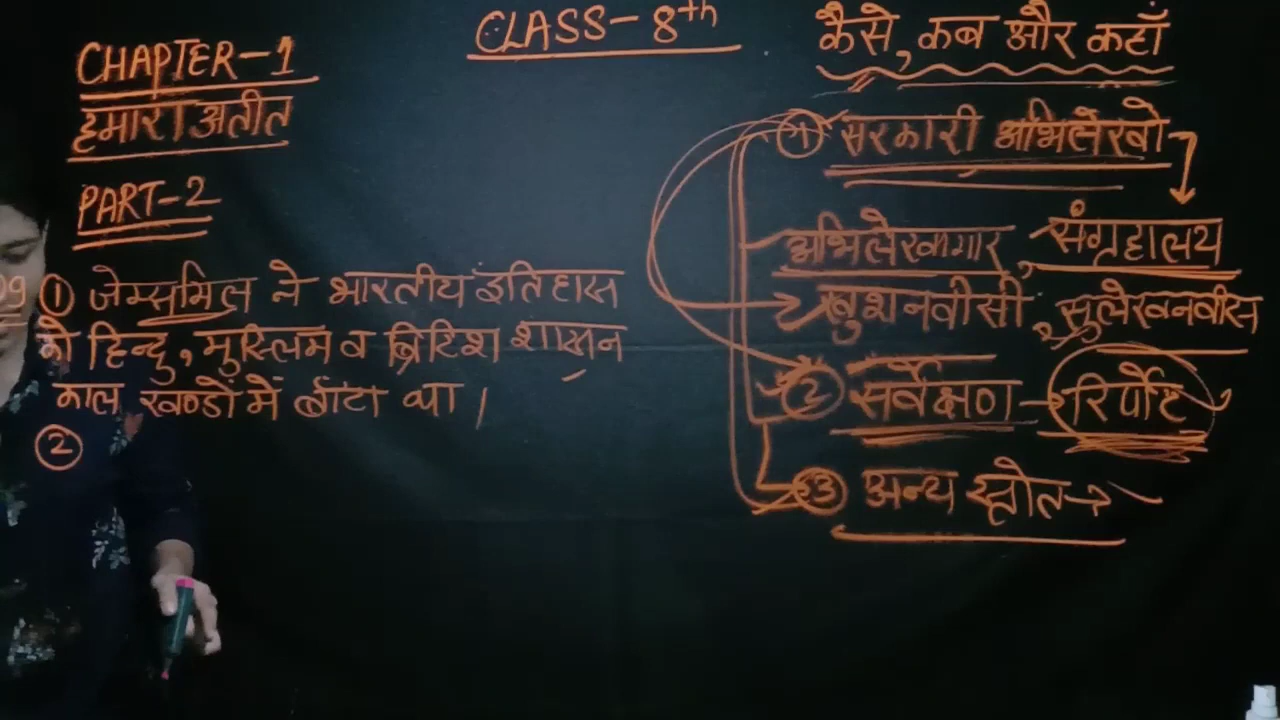 CLASS-8th
CHAPTER-1
हमारा अतीत
PART-2
① जेम्समिल ने भारतीय इतिहास
को हिन्दु, मुस्लिम व ब्रिटिश शासन
काल खण्डों में बांटा था।
②
कैसे, कब और कहाँ
① सरकारी अभिलेखो
अभिलेखागार, संग्रहालय
खुशनवीसी, सुलेखनवीस
② सर्वेक्षण → रिर्पोट
③ अन्य स्त्रोत →